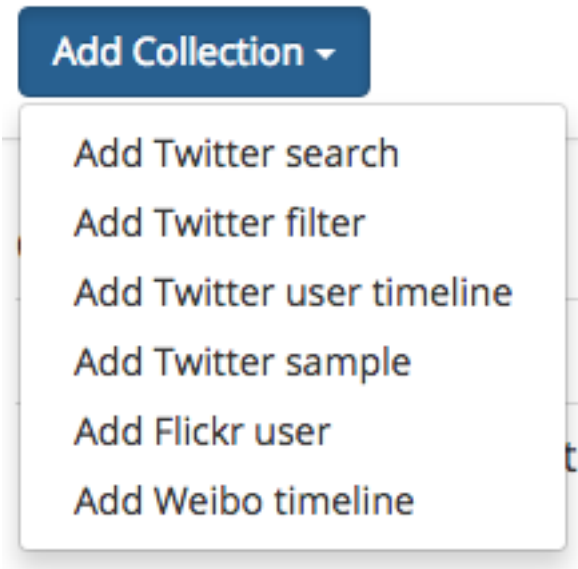 Add Collection
Add Twitter search
Add Twitter filter
Add Twitter user timeline
Add Twitter sample
Add Flickr user
Add Weibo timeline
t